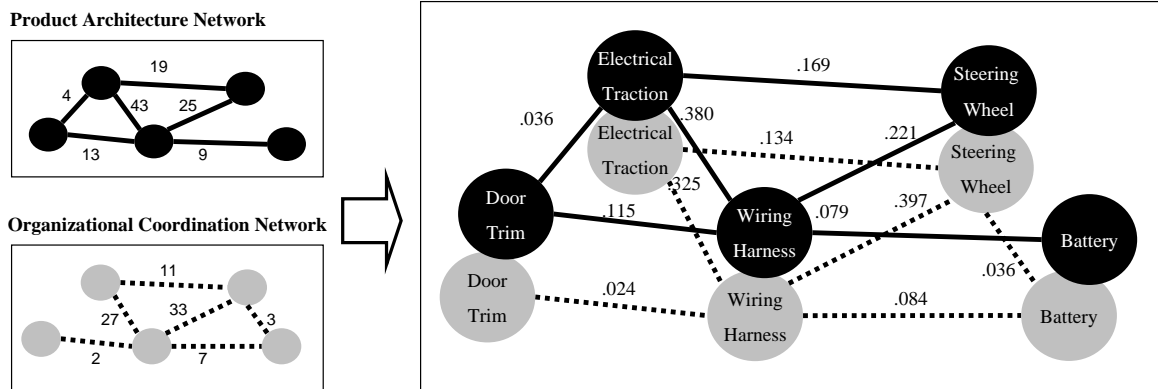 Product Architecture Network
19
4
43
25
13
9
Organizational Coordination Network
11
27
33
3
2
7
Electrical
Traction
.169
Steering
Wheel
.036
.380
Electrical
Traction
.134
.221
Steering
Wheel
.325
Door
Trim
.115
Wiring
Harness
.079
.397
Battery
Door
Trim
.024
Wiring
Harness
.084
.036
Battery